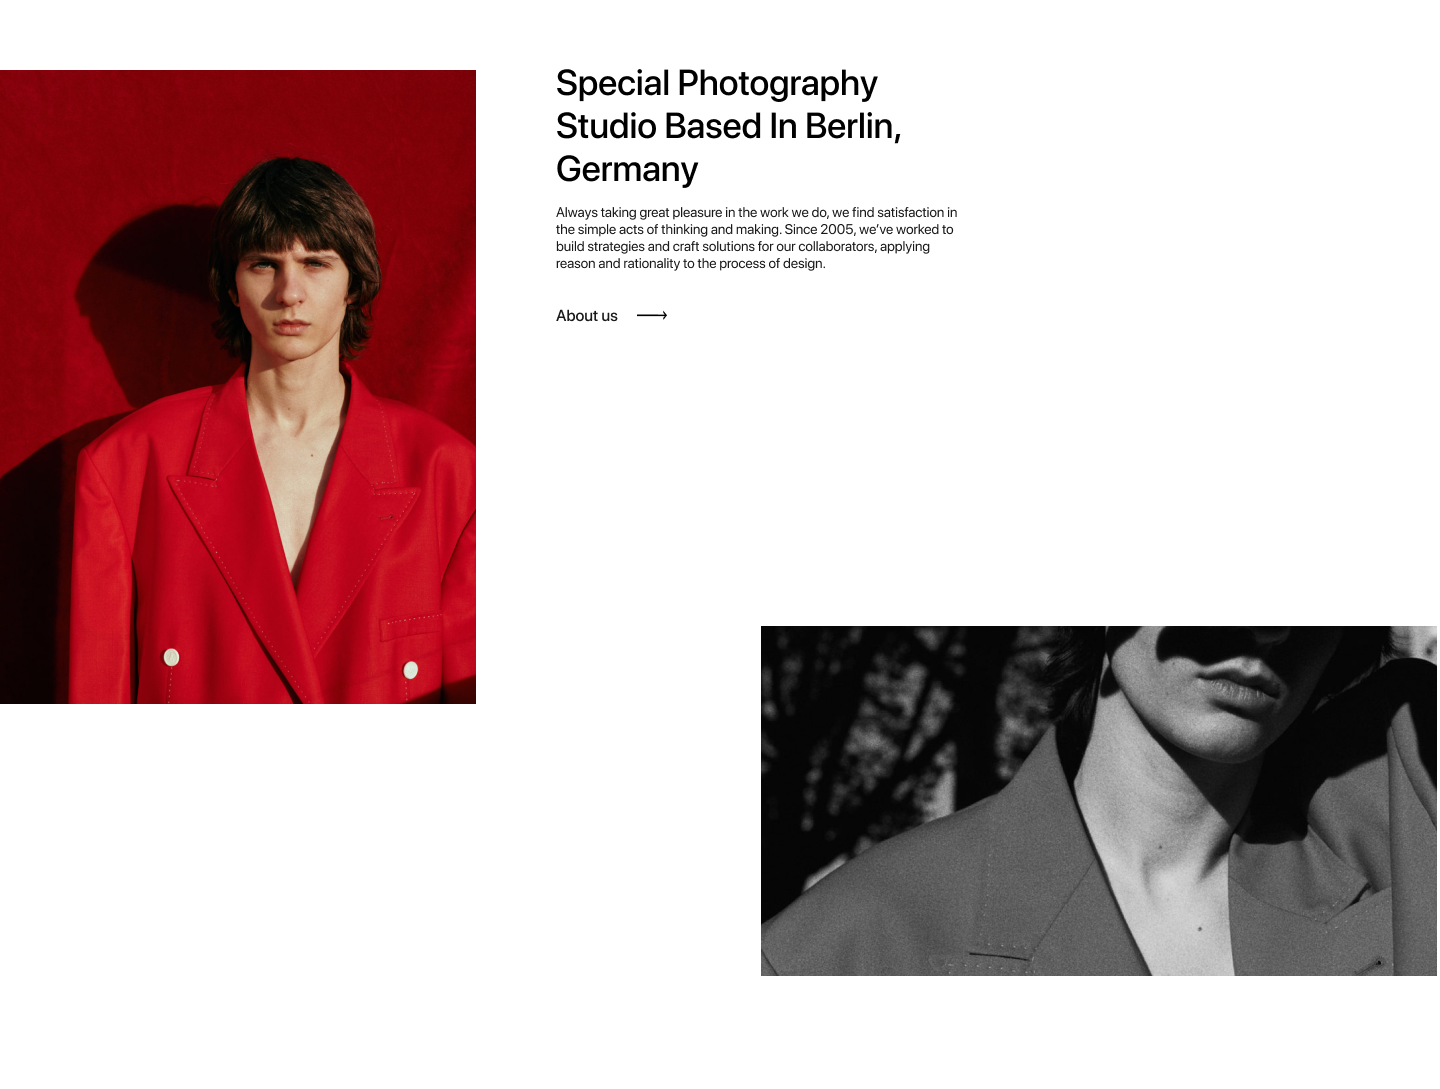 Special Photography
Studio Based In Berlin,
Germany
Always taking great pleasure in the work we do, we find satisfaction in
the simple acts of thinking and making. Since 2005, we’ve worked to
build strategies and craft solutions for our collaborators, applying
reason and rationality to the process of design.
About us